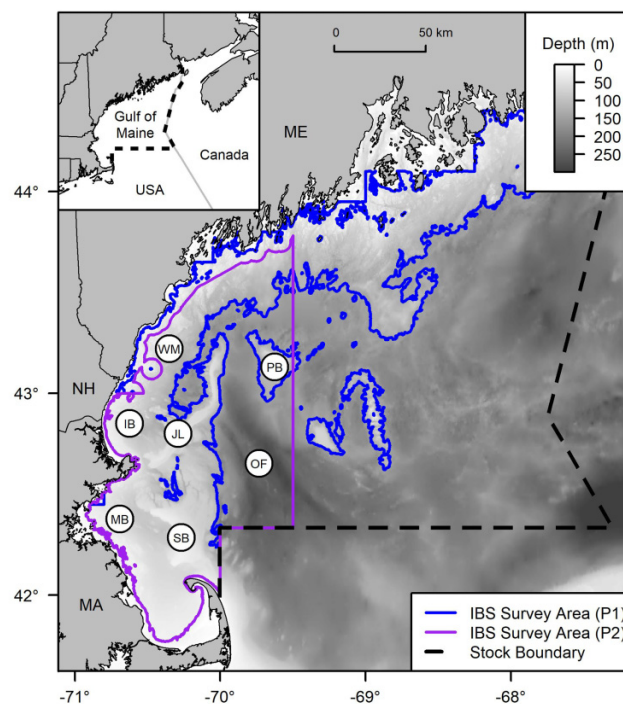 0 50 km
Depth (m)
0
50
100
150
200
250
Gulf of
Maine
Canada
USA
ME
44°
WM
PB
43°
NH
IB
JL
OF
MB
SB
42°
MA
IBS Survey Area (P1)
IBS Survey Area (P2)
Stock Boundary
-71° -70° -69° -68°